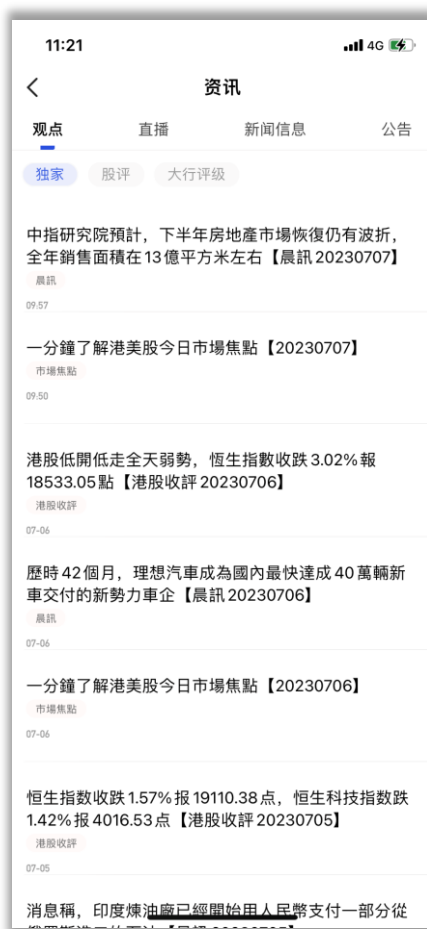 11:21
4G
资讯
观点 直播 新闻信息 公告
独家 股评 大行评级
中指研究院預計，下半年房地產市場恢復仍有波折，
全年銷售面積在13億平方米左右【晨訊20230707】
晨訊
09:57
一分鐘了解港美股今日市場焦點【20230707】
市場焦點
09:50
港股低開低走全天弱勢，恆生指數收跌3.02%報
18533.05點【港股收評20230706】
港股收評
07-06
歷時42個月，理想汽車成為國內最快達成40萬輛新
車交付的新勢力車企【晨訊20230706】
晨訊
07-06
一分鐘了解港美股今日市場焦點【20230706】
市場焦點
07-06
恒生指数收跌1.57%报19110.38点，恒生科技指数跌
1.42%报4016.53点【港股收評20230705】
港股收評
07-05
消息稱，印度煉油廠已經開始用人民幣支付一部分從